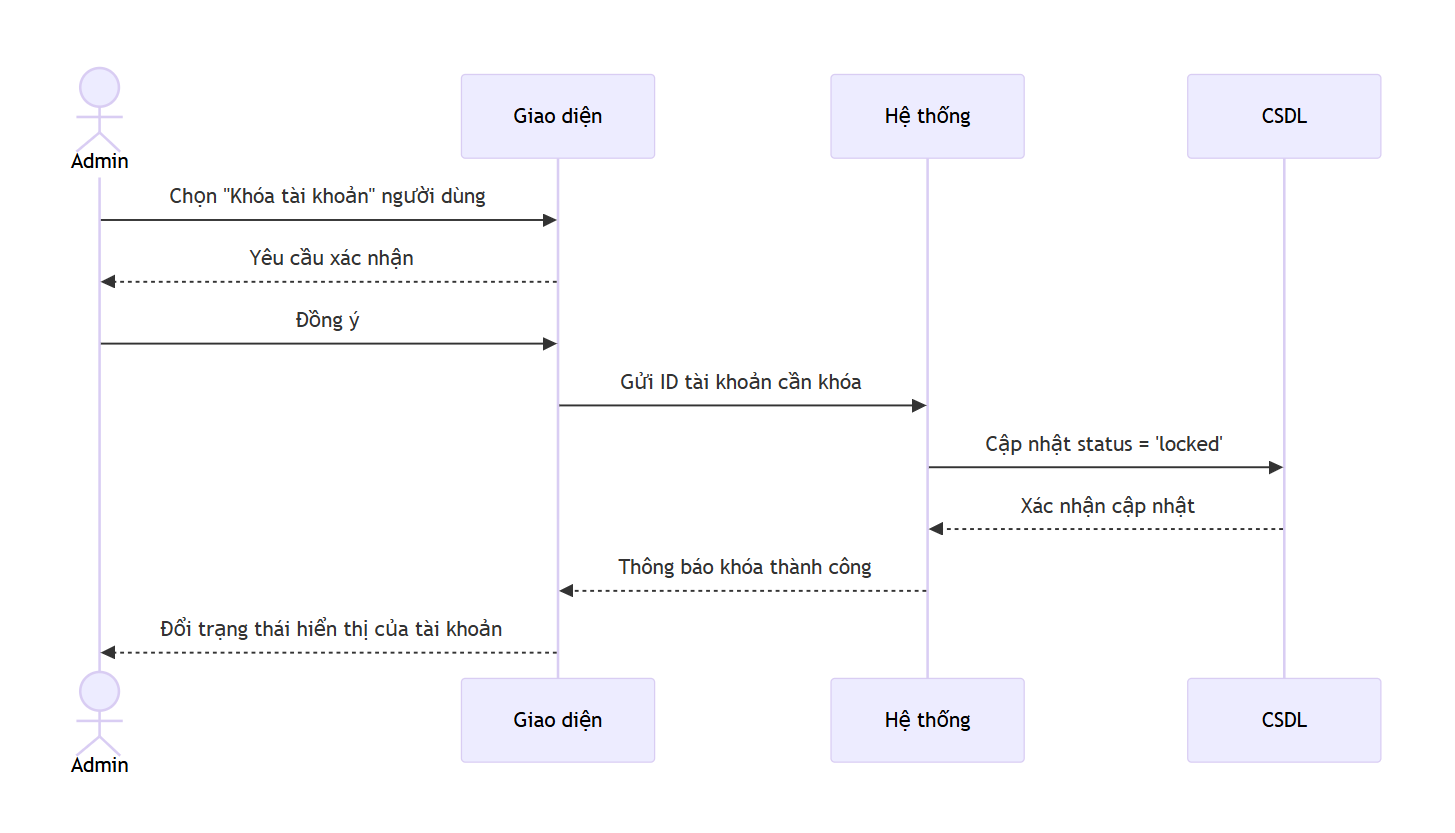 Admin
Giao diện
Hệ thống
CSDL
Chọn "Khóa tài khoản" người dùng
Yêu cầu xác nhận
Đồng ý
Gửi ID tài khoản cần khóa
Cập nhật status = 'locked'
Xác nhận cập nhật
Thông báo khóa thành công
Đổi trạng thái hiển thị của tài khoản
Admin
Giao diện
Hệ thống
CSDL